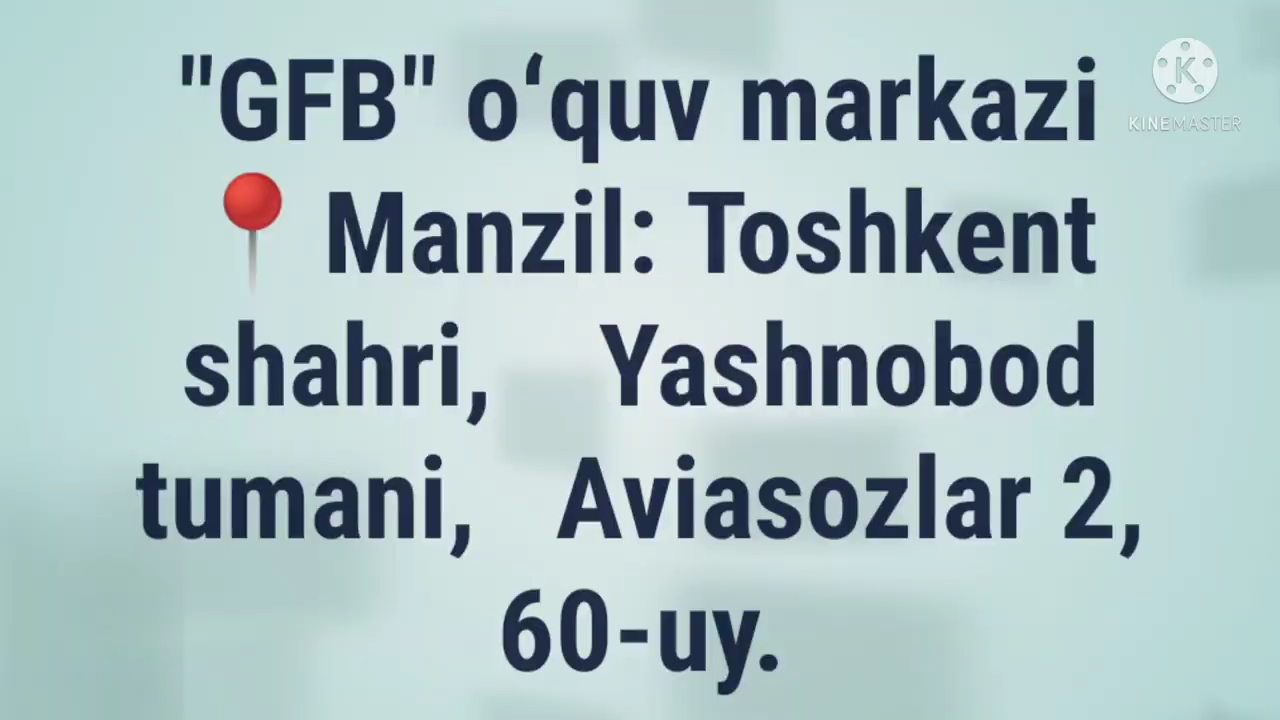 "GFB" o‘quv markazi
📍 Manzil: Toshkent
shahri, Yashnobod
tumani, Aviasozlar 2,
60-uy.
K
KINEMASTER